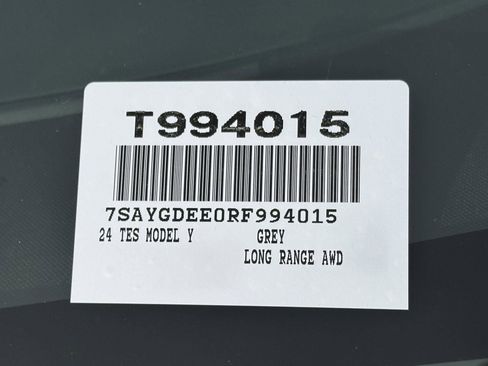 T994015
7SAYGDEE0RF994015
24 TES MODEL Y GREY
LONG RANGE AWD